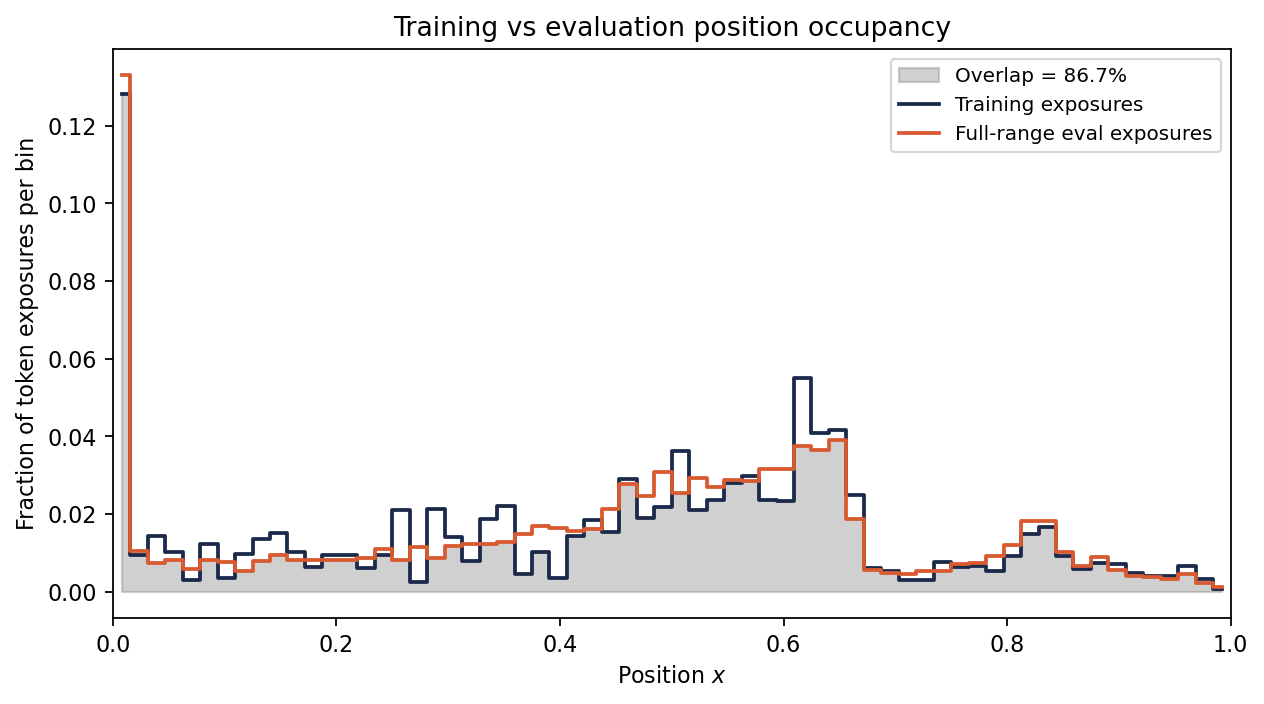 Training vs evaluation position occupancy
Overlap = 86.7%
Training exposures
Full-range eval exposures
Fraction of token exposures per bin
0.12
0.10
0.08
0.06
0.04
0.02
0.00
0.0 0.2 0.4 0.6 0.8 1.0
Position x